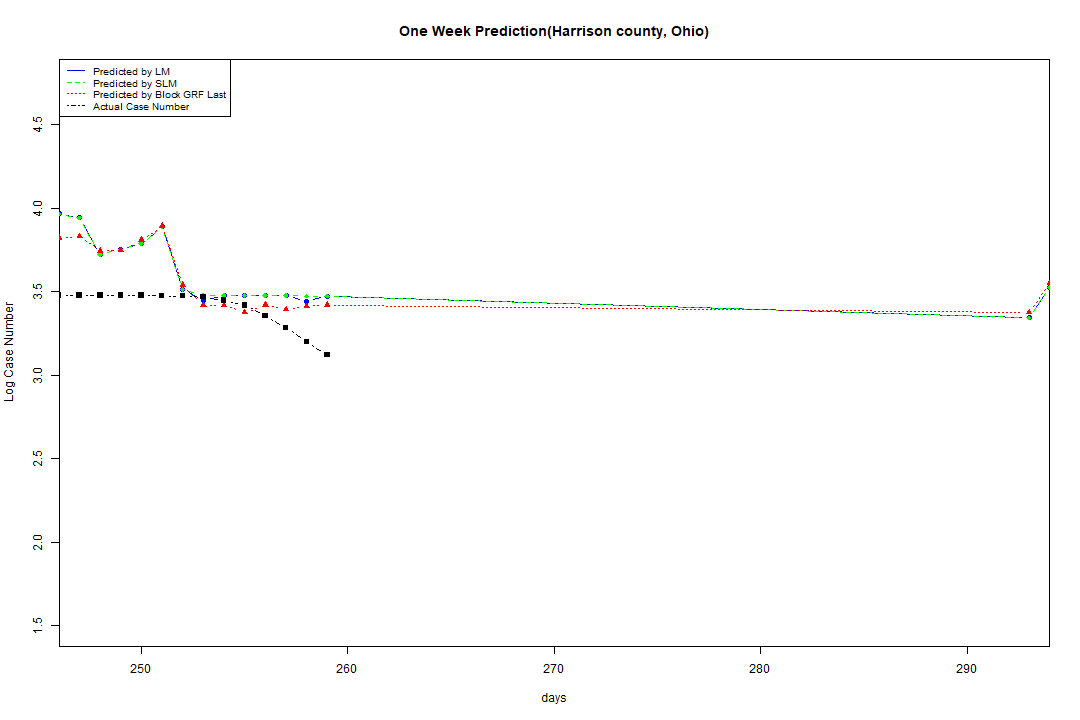 One Week Prediction(Harrison county, Ohio)
Predicted by LM
Predicted by SLM
Predicted by Block GRF Last
Actual Case Number
4.5
4.0
3.5
3.0
2.5
2.0
1.5
Log Case Number
250
260
270
280
290
days